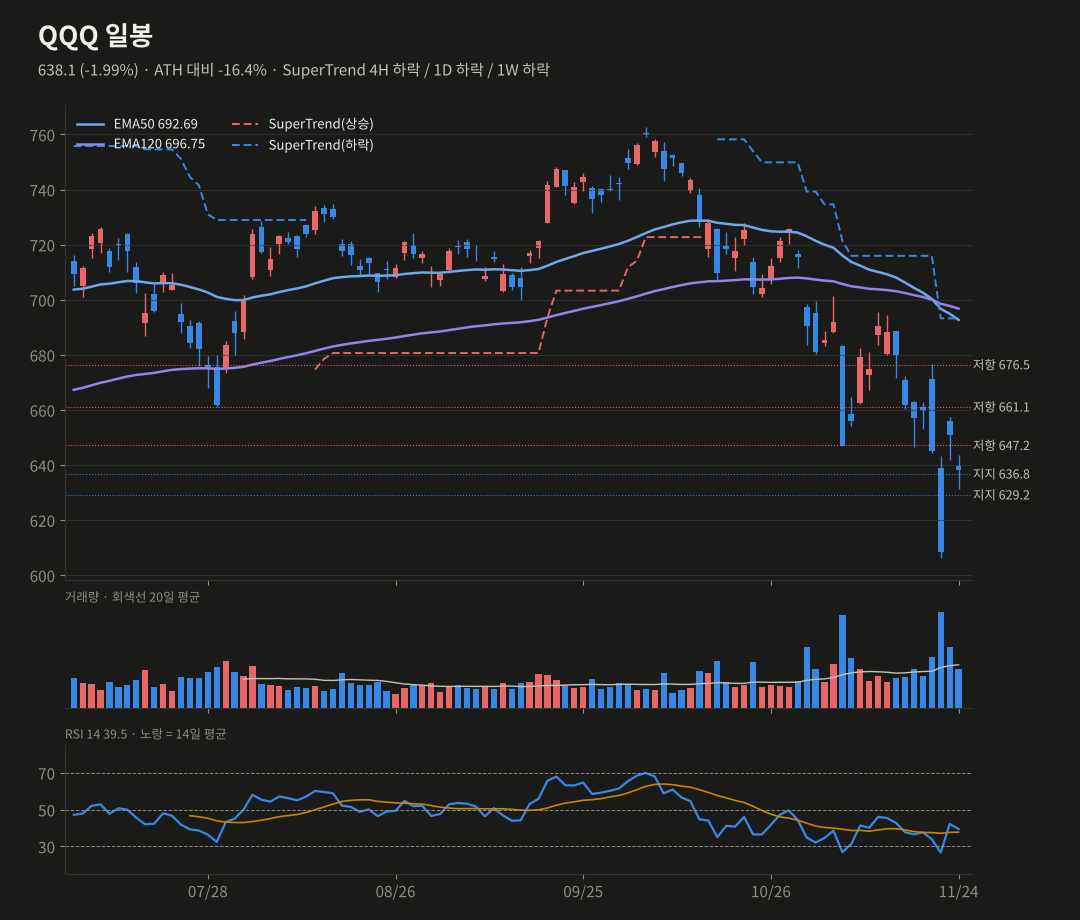 QQQ 일봉
638.1 (-1.99%) · ATH 대비 -16.4% · SuperTrend 4H 하락 / 1D 하락 / 1W 하락
EMA50 692.69
SuperTrend(상승)
EMA120 696.75
SuperTrend(하락)
760
740
720
700
680
660
640
620
600
저항 676.5
저항 661.1
저항 647.2
지지 636.8
지지 629.2
거래량 · 회색선 20일 평균
RSI 14 39.5 · 노랑 = 14일 평균
70
50
30
07/28
08/26
09/25
10/26
11/24